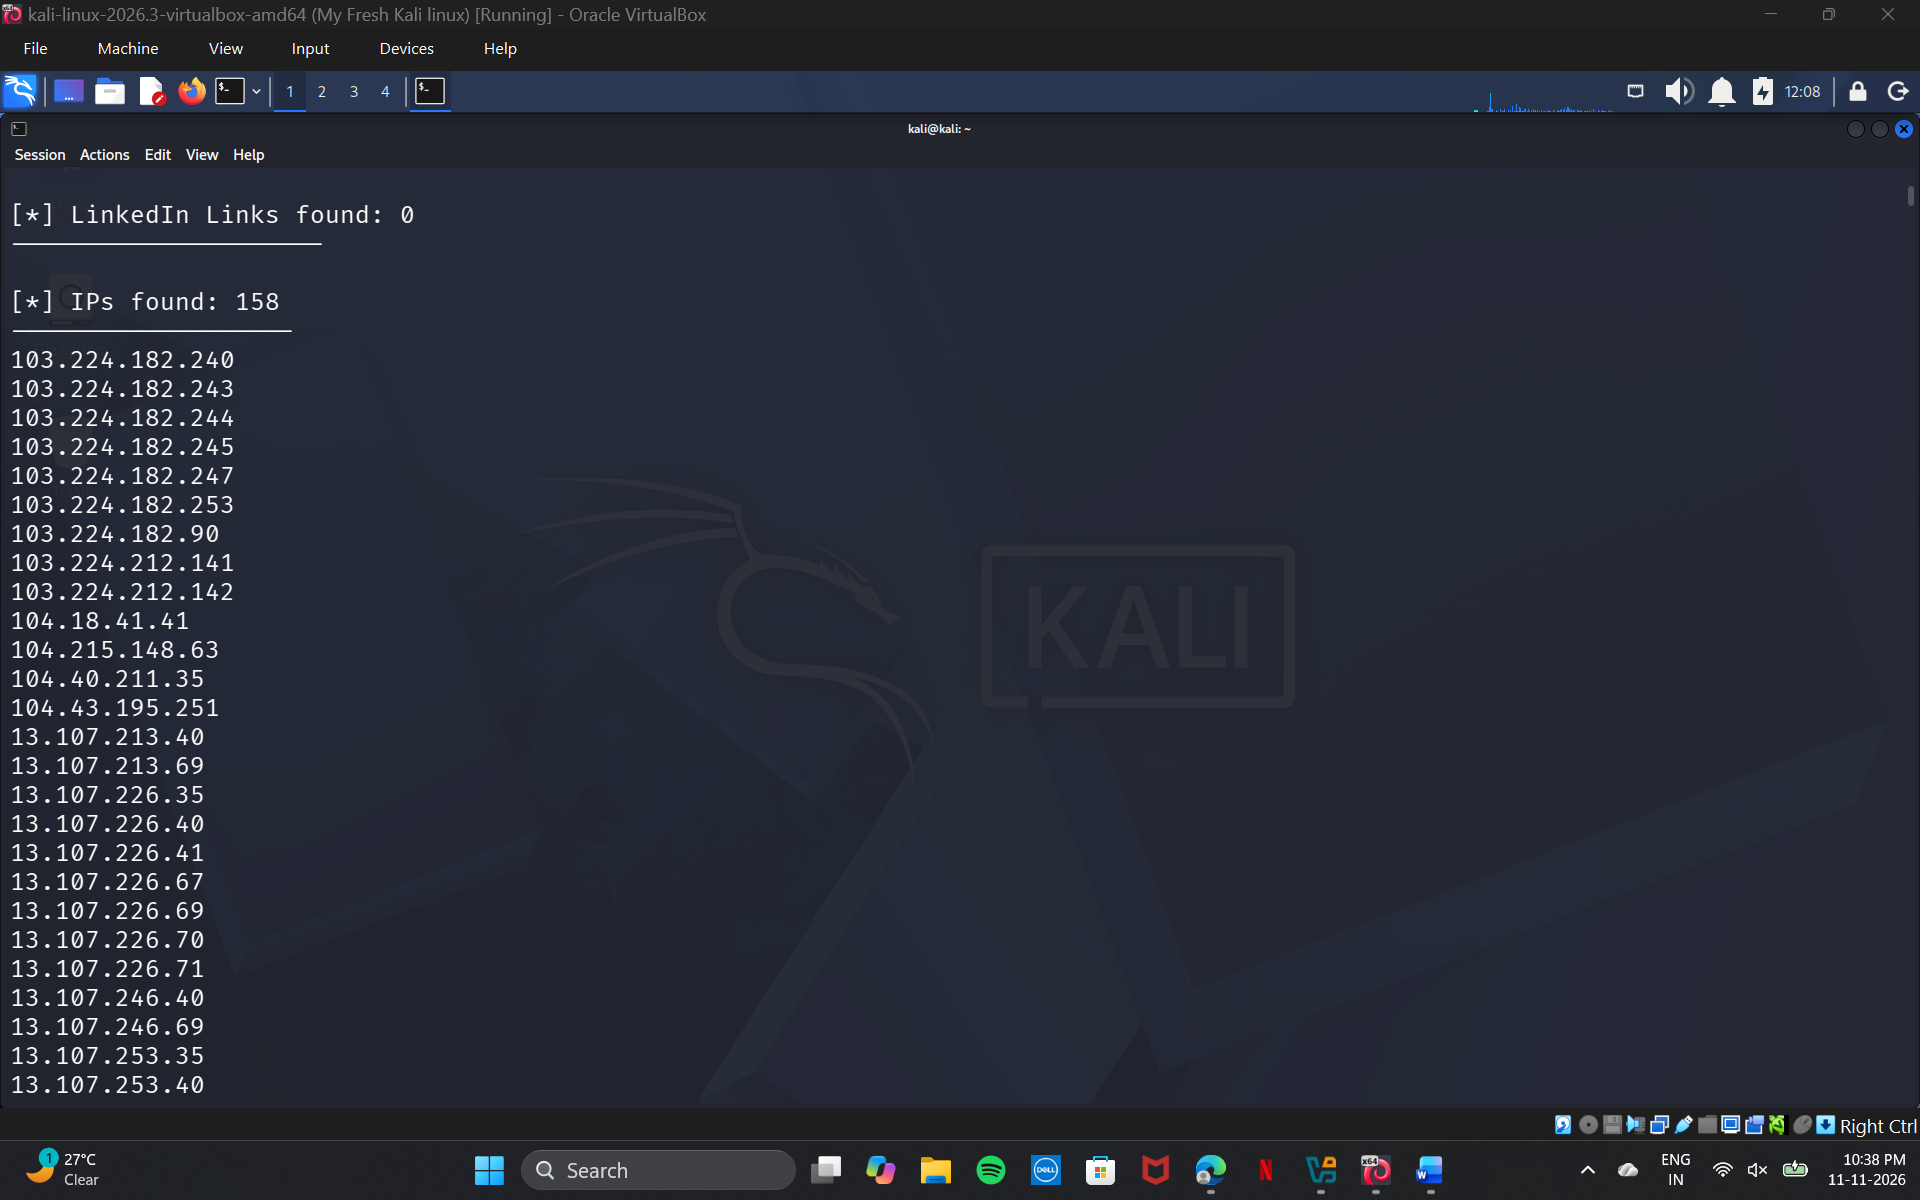 kali-linux-2026.3-virtualbox-amd64 (My Fresh Kali linux) [Running] - Oracle VirtualBox
File Machine View Input Devices Help
1 2 3 4 12:08
kali@kali: ~
Session Actions Edit View Help
[*] LinkedIn Links found: 0
[*] IPs found: 158
103.224.182.240
103.224.182.243
103.224.182.244
103.224.182.245
103.224.182.247
103.224.182.253
103.224.182.90
103.224.212.141
103.224.212.142
104.18.41.41
104.215.148.63
104.40.211.35
104.43.195.251
13.107.213.40
13.107.213.69
13.107.226.35
13.107.226.40
13.107.226.41
13.107.226.67
13.107.226.69
13.107.226.70
13.107.226.71
13.107.246.40
13.107.246.69
13.107.253.35
13.107.253.40
KALI
Right Ctrl
1
27°C
Clear
Search
DELL
ENG
IN
10:38 PM
11-11-2026